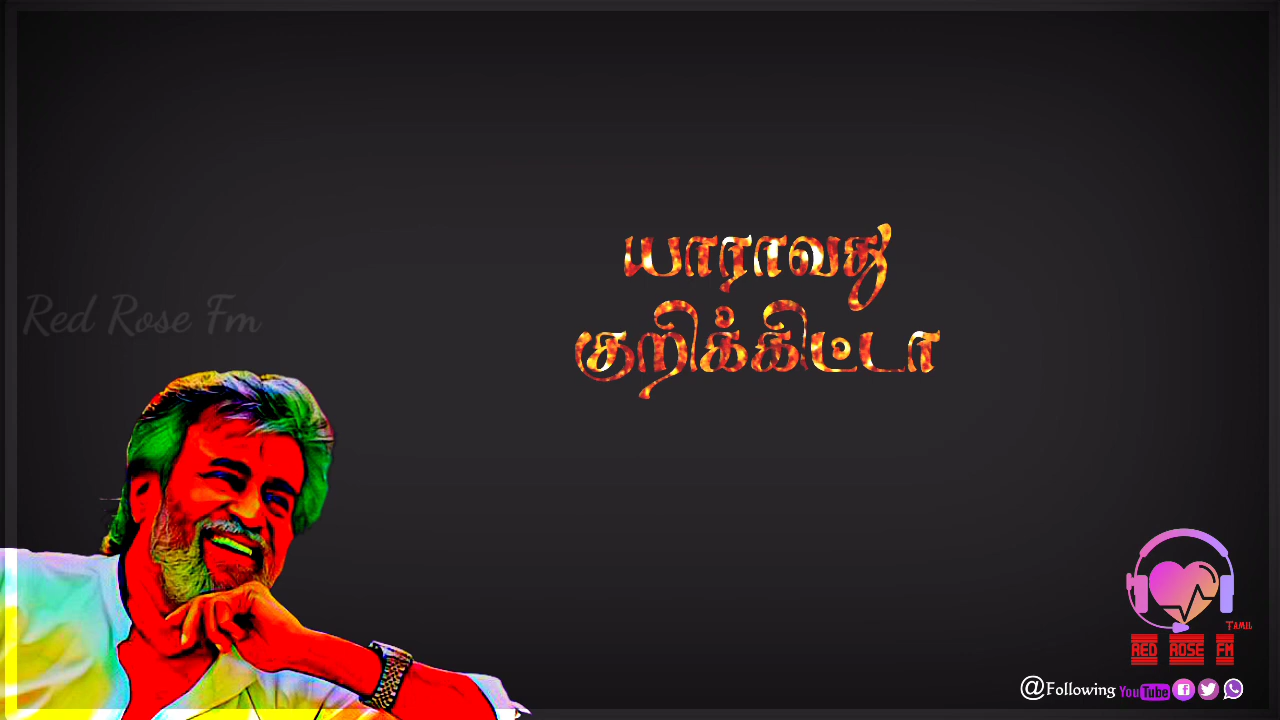 யாராவது
குறிக்கிட்டா
Red Rose Fm
TAMIL
RED ROSE FM
@Following YouTube